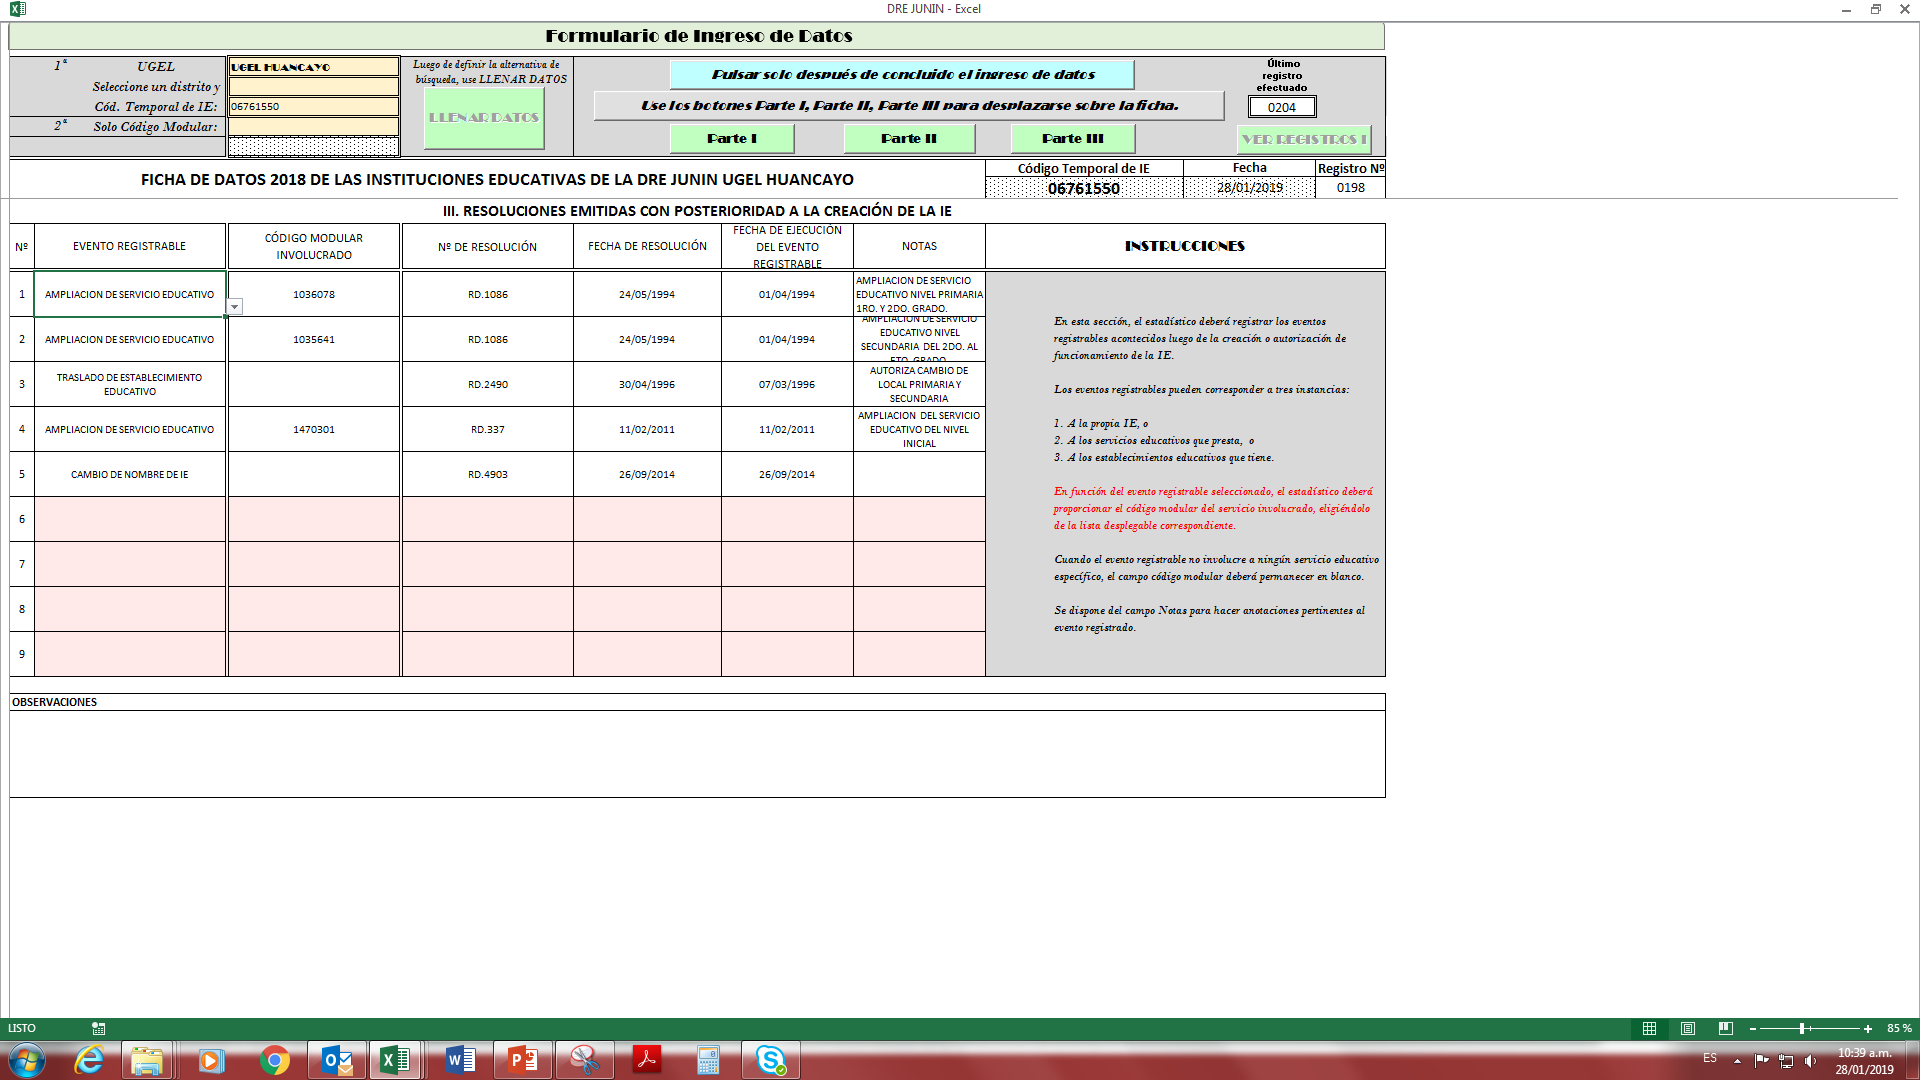 DRE JUNIN - Excel
Formulario de Ingreso de Datos
1ª UGEL
UGEL HUANCAYO
Seleccione un distrito y
Cód. Temporal de IE:
06761550
2ª Solo Código Modular:
Luego de definir la alternativa de
búsqueda, use LLENAR DATOS
LLENAR DATOS
Pulsar solo después de concluido el ingreso de datos
Use los botones Parte I, Parte II, Parte III para desplazarse sobre la ficha.
Parte I
Parte II
Parte III
Último
registro
efectuado
0204
VER REGISTROS I
FICHA DE DATOS 2018 DE LAS INSTITUCIONES EDUCATIVAS DE LA DRE JUNIN UGEL HUANCAYO
Código Temporal de IE
Fecha
Registro Nº
06761550
28/01/2019
0198
III. RESOLUCIONES EMITIDAS CON POSTERIORIDAD A LA CREACIÓN DE LA IE
Nº
EVENTO REGISTRABLE
CÓDIGO MODULAR
INVOLUCRADO
Nº DE RESOLUCIÓN
FECHA DE RESOLUCIÓN
FECHA DE EJECUCIÓN
DEL EVENTO
REGISTRABLE
NOTAS
INSTRUCCIONES
1
AMPLIACION DE SERVICIO EDUCATIVO
1036078
RD.1086
24/05/1994
01/04/1994
AMPLIACION DE SERVICIO
EDUCATIVO NIVEL PRIMARIA
1RO. Y 2DO. GRADO.
2
AMPLIACION DE SERVICIO EDUCATIVO
1035641
RD.1086
24/05/1994
01/04/1994
AMPLIACION DE SERVICIO
EDUCATIVO NIVEL
SECUNDARIA DEL 2DO. AL
5TO. GRADO
3
TRASLADO DE ESTABLECIMIENTO
EDUCATIVO
RD.2490
30/04/1996
07/03/1996
AUTORIZA CAMBIO DE
LOCAL PRIMARIA Y
SECUNDARIA
4
AMPLIACION DE SERVICIO EDUCATIVO
1470301
RD.337
11/02/2011
11/02/2011
AMPLIACION DEL SERVICIO
EDUCATIVO DEL NIVEL
INICIAL
5
CAMBIO DE NOMBRE DE IE
RD.4903
26/09/2014
26/09/2014
6
7
8
9
En esta sección, el estadístico deberá registrar los eventos
registrables acontecidos luego de la creación o autorización de
funcionamiento de la IE.
Los eventos registrables pueden corresponder a tres instancias:
1. A la propia IE, o
2. A los servicios educativos que presta, o
3. A los establecimientos educativos que tiene.
En función del evento registrable seleccionado, el estadístico deberá
proporcionar el código modular del servicio involucrado, eligiéndolo
de la lista desplegable correspondiente.
Cuando el evento registrable no involucre a ningún servicio educativo
específico, el campo código modular deberá permanecer en blanco.
Se dispone del campo Notas para hacer anotaciones pertinentes al
evento registrado.
OBSERVACIONES
LISTO
85 %
ES
10:39 a.m.
28/01/2019